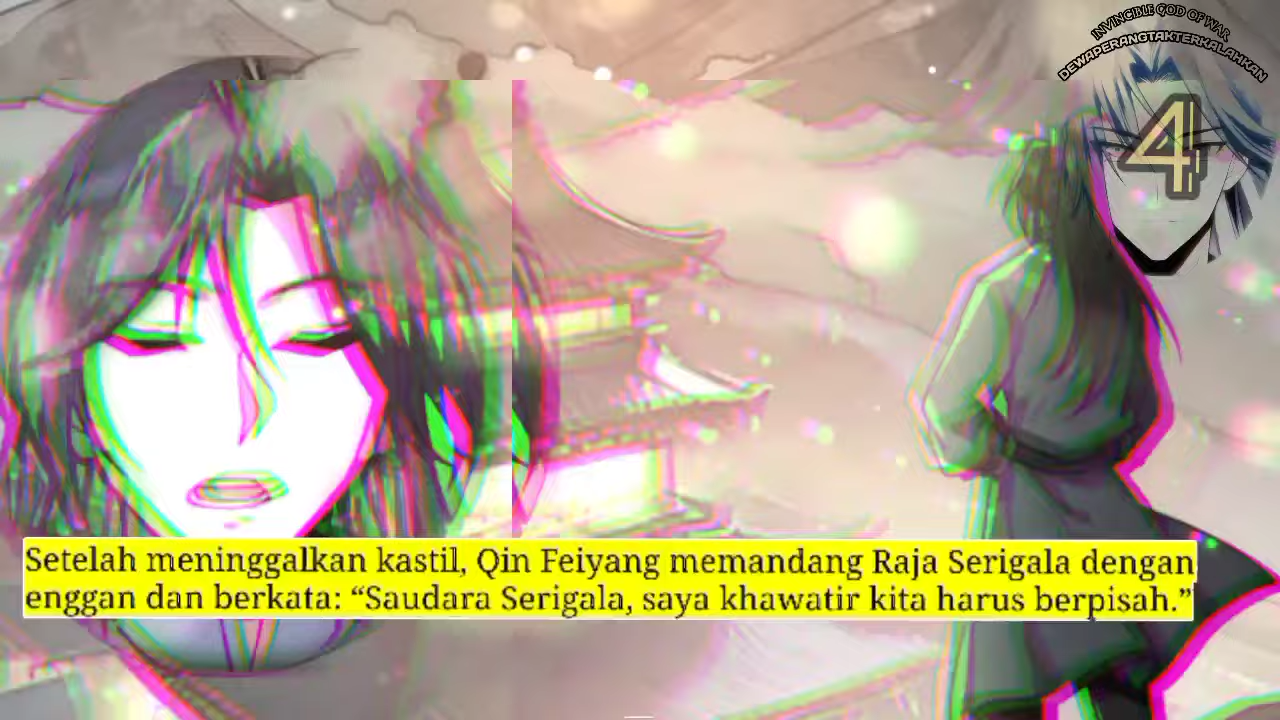 INVINCIBLE GOD OF WAR
DEWAPERANGTAKTERKALAHKAN
4
Setelah meninggalkan kastil, Qin Feiyang memandang Raja Serigala dengan
enggan dan berkata: “Saudara Serigala, saya khawatir kita harus berpisah.”